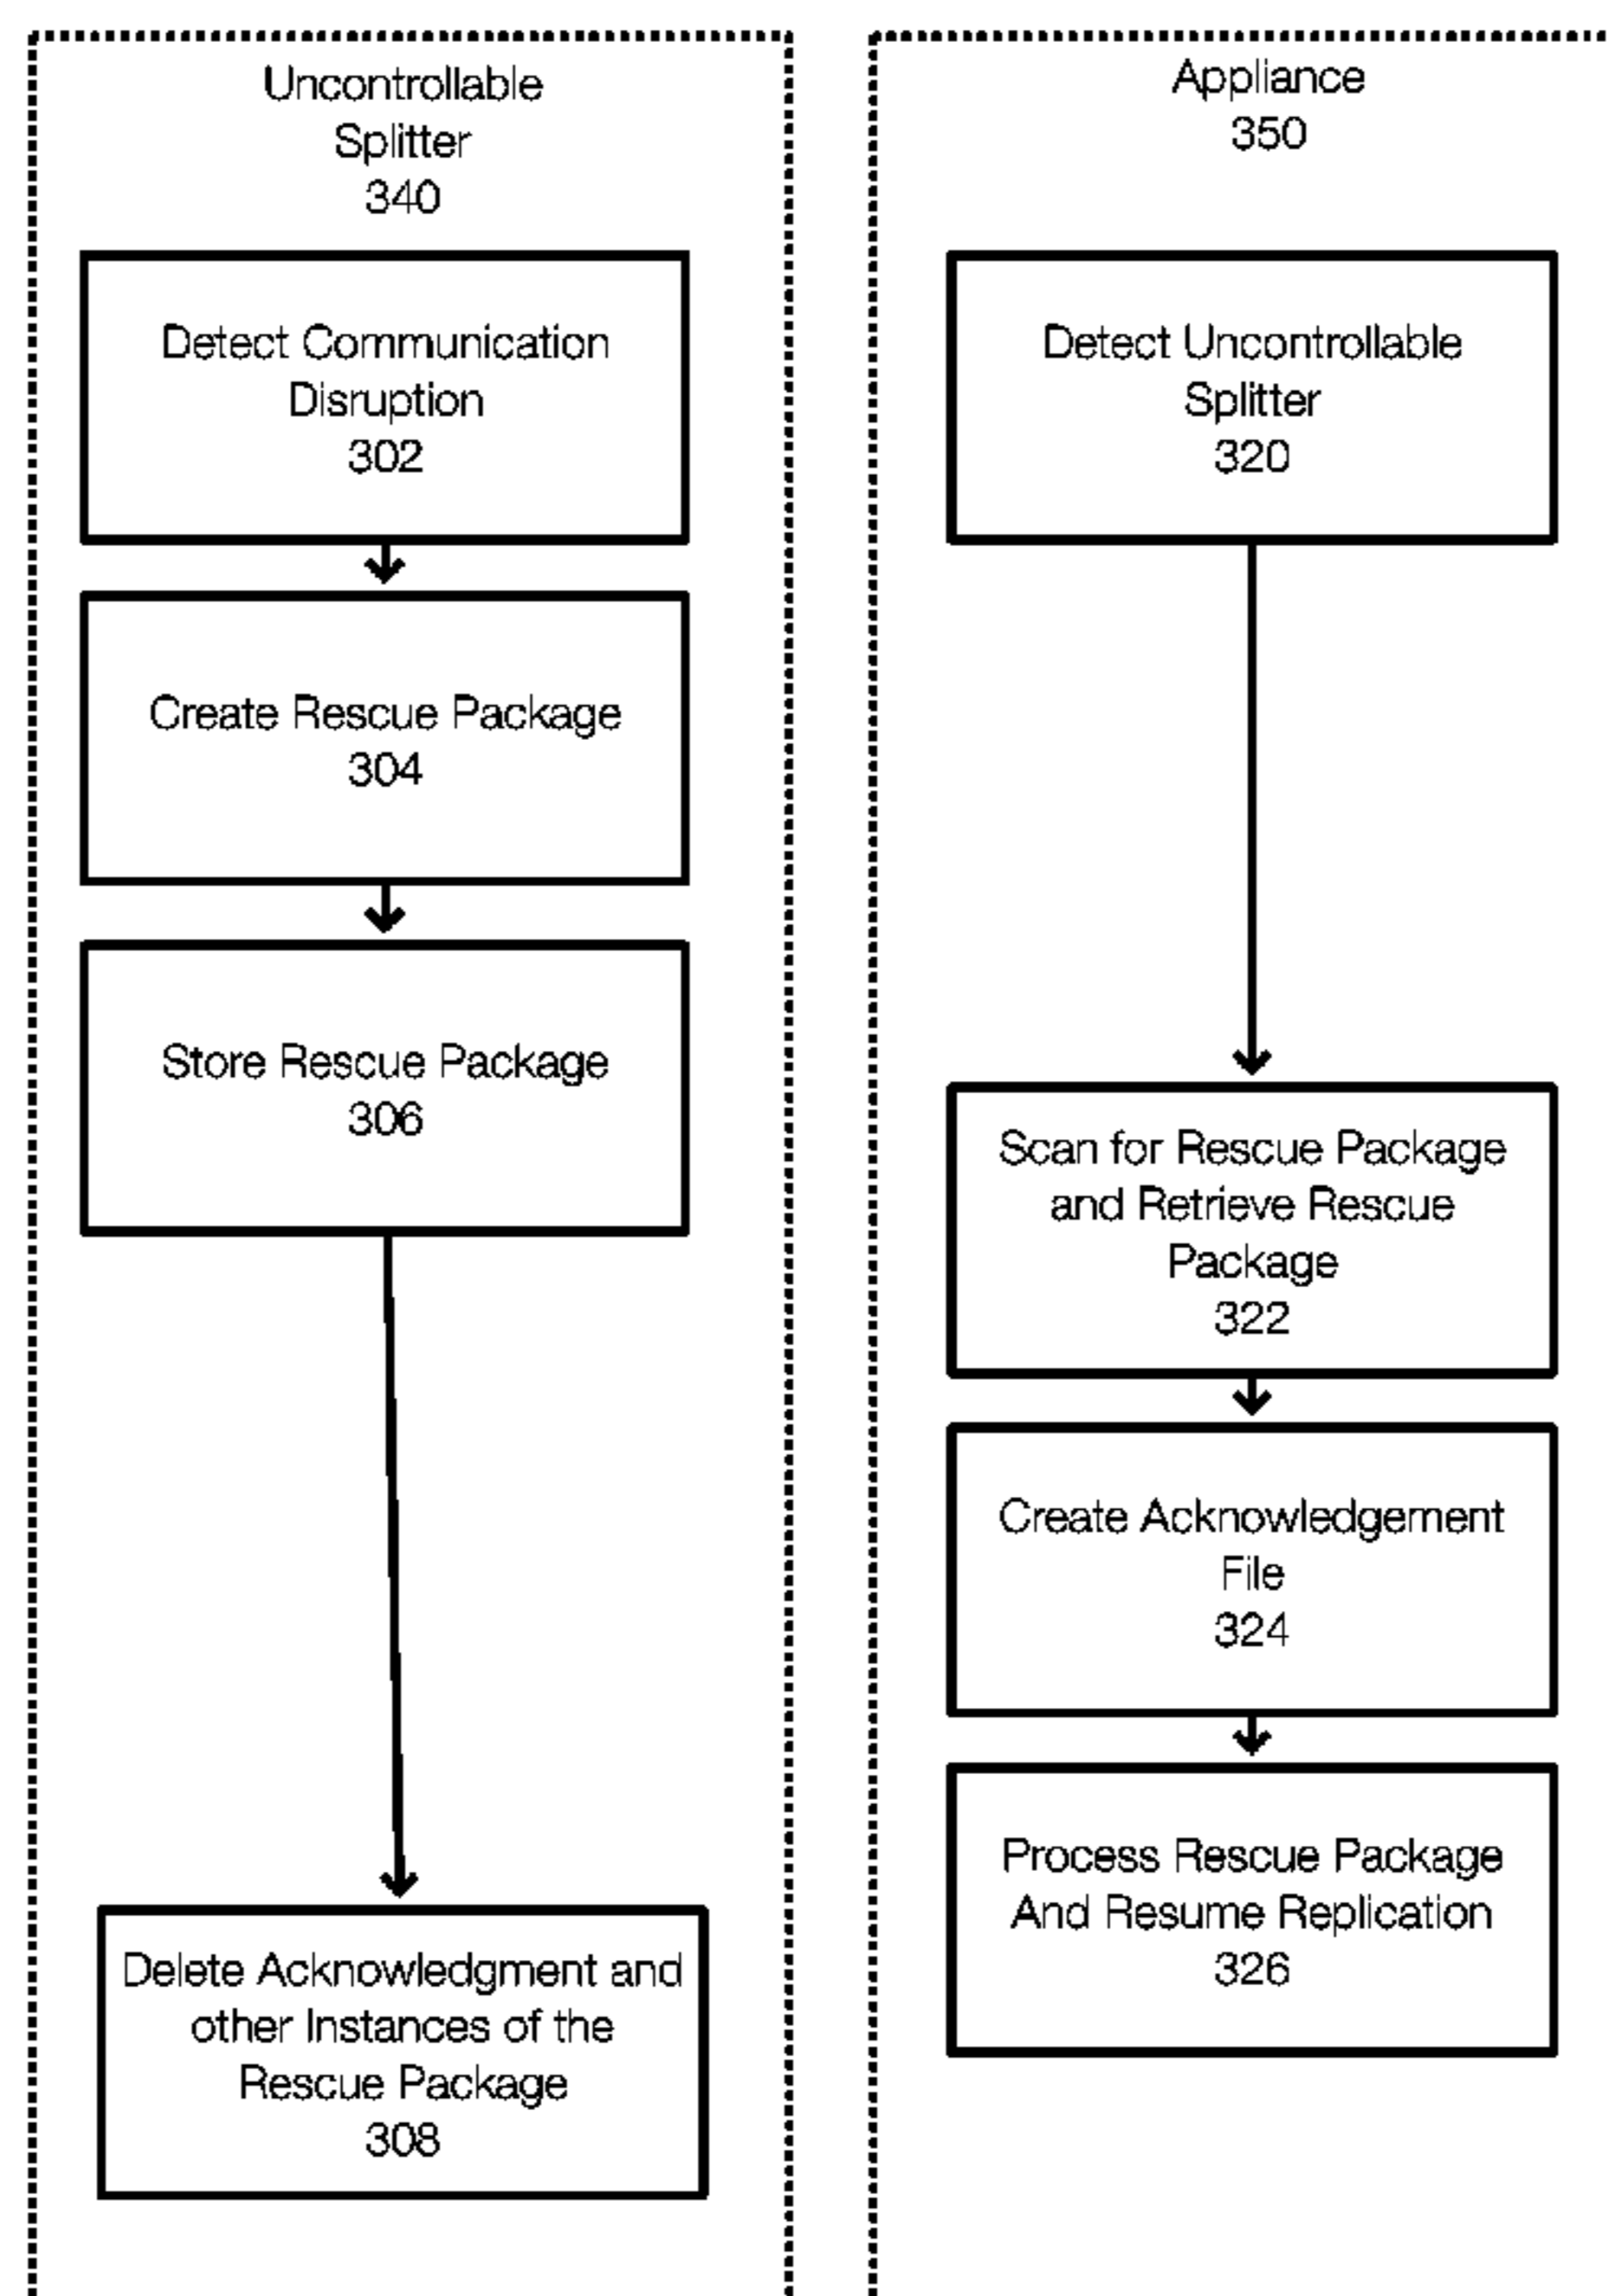 Uncontrollable
Splitter
340
Detect Communication
Disruption
302
Create Rescue Package
304
Store Rescue Package
306
Delete Acknowledgment and
other Instances of the
Rescue Package
308
Appliance
350
Detect Uncontrollable
Splitter
320
Scan for Rescue Package
and Retrieve Rescue
Package
322
Create Acknowledgement
File
324
Process Rescue Package
And Resume Replication
326